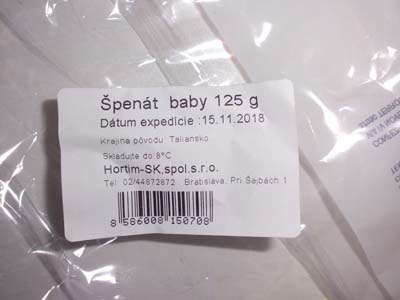 Špenát baby 125 g
Dátum expedície :15.11.2018
Krajina pôvodu: Taliansko
Skladujte do:8°C
Hortim-SK,spol.s.r.o.
Tel: 02/44872872 Bratislava, Pri Šajbách 1
8 586008 150708